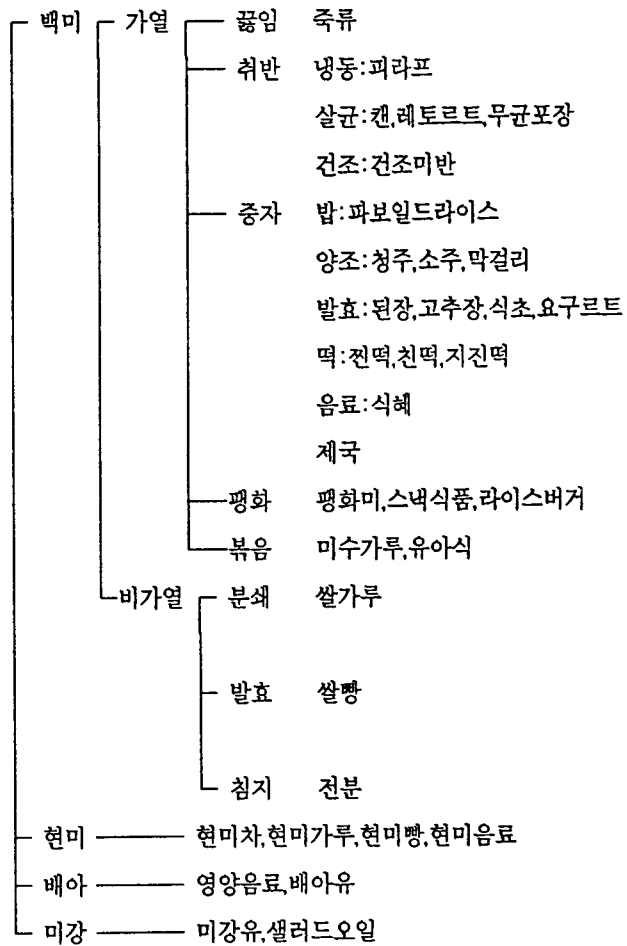 백미 가열 끓임 죽류
취반 냉동:피라프
살균:캔,레토르트,무균포장
건조:건조미반
증자 밥:파보일드라이스
양조:청주,소주,막걸리
발효:된장,고추장,식초,요구르트
떡:찐떡,친떡,지진떡
음료:식혜
제국
팽화 팽화미,스낵식품,라이스버거
볶음 미수가루,유아식
비가열 분쇄 쌀가루
발효 쌀빵
침지 전분
현미 현미차,현미가루,현미빵,현미음료
배아 영양음료,배아유
미강 미강유,샐러드오일